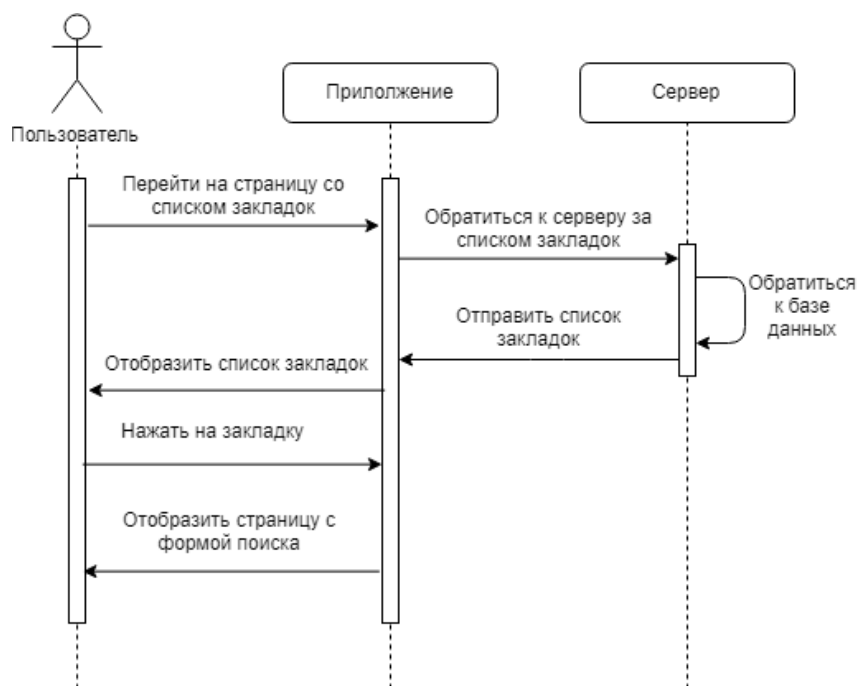 Пользователь
Прилолжение
Сервер
Перейти на страницу со
списком закладок
Обратиться к серверу за
списком закладок
Обратиться
к базе
данных
Отправить список
закладок
Отобразить список закладок
Нажать на закладку
Отобразить страницу с
формой поиска